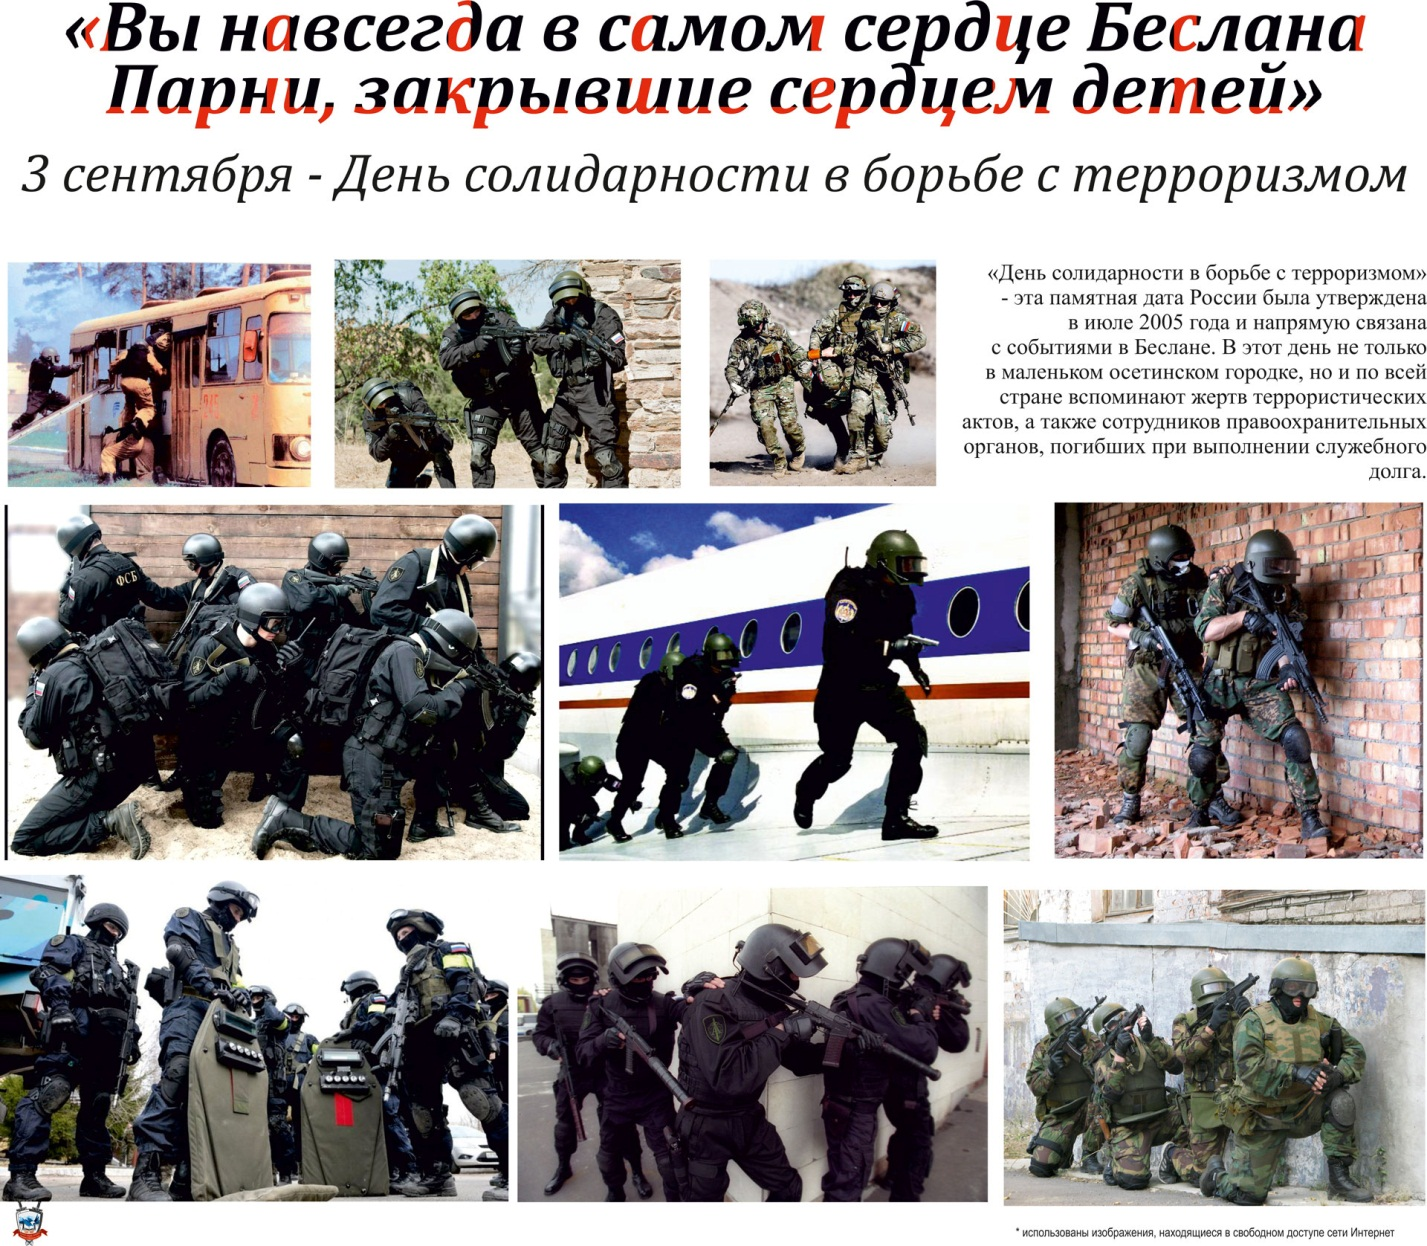 «Вы навсегда в самом сердце Беслана
Парни, закрывшие сердцем детей»
3 сентября - День солидарности в борьбе с терроризмом
«День солидарности в борьбе с терроризмом»
- эта памятная дата России была утверждена
в июле 2005 года и напрямую связана
с событиями в Беслане. В этот день не только
в маленьком осетинском городке, но и по всей
стране вспоминают жертв террористических
актов, а также сотрудников правоохранительных
органов, погибших при выполнении служебного
долга.
ФСБ
* использованы изображения, находящиеся в свободном доступе сети Интернет